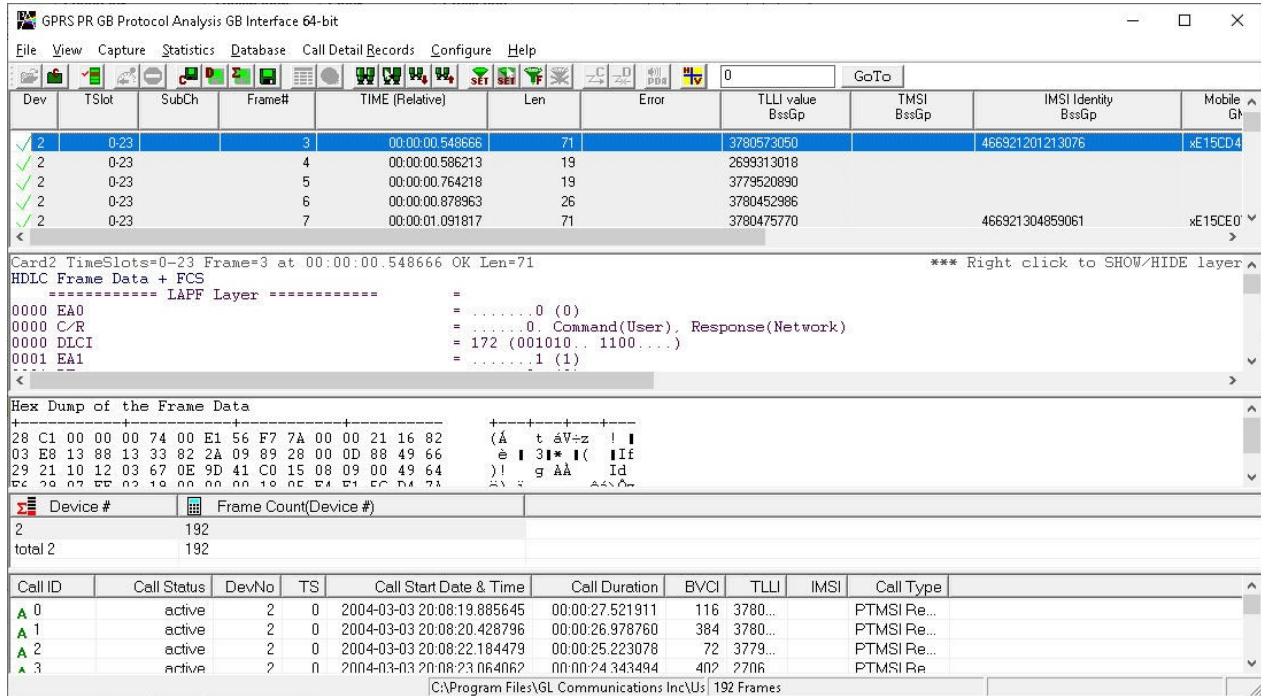 GPRS PR GB Protocol Analysis GB Interface 64-bit
File View Capture Statistics Database Call Detail Records Configure Help
0 GoTo
Dev TSlot SubCh Frame# TIME (Relative) Len Error TLLI value BssGp TMSI BssGp IMSI Identity BssGp Mobile GM
2 0-23 3 00:00:00.548666 71 3780573050 466921201213076 xE15CD4
2 0-23 4 00:00:00.586213 19 2699313018
2 0-23 5 00:00:00.764218 19 3779520890
2 0-23 6 00:00:00.878963 26 3780452986
2 0-23 7 00:00:01.091817 71 3780475770 466921304859061 xE15CE0
Card2 TimeSlots=0-23 Frame=3 at 00:00:00.548666 OK Len=71 *** Right click to SHOW/HIDE layer
HDLC Frame Data + FCS
============ LAPF Layer ============ =
0000 EA0 = .......0 (0)
0000 C/R = ......0. Command(User), Response(Network)
0000 DLCI = 172 (001010.. 1100....)
0001 EA1 = .......1 (1)
Hex Dump of the Frame Data
28 C1 00 00 00 74 00 E1 56 F7 7A 00 00 21 16 82 (Á t áV÷z !
03 E8 13 88 13 33 82 2A 09 89 28 00 0D 88 49 66 è 3 * ( If
29 21 10 12 03 67 0E 9D 41 C0 15 08 09 00 49 64 )! g AÀ Id
Device # Frame Count(Device #)
2 192
total 2 192
Call ID Call Status DevNo TS Call Start Date & Time Call Duration BVCI TLLI IMSI Call Type
A 0 active 2 0 2004-03-03 20:08:19.885645 00:00:27.521911 116 3780... PTMSI Re...
A 1 active 2 0 2004-03-03 20:08:20.428796 00:00:26.978760 384 3780... PTMSI Re...
A 2 active 2 0 2004-03-03 20:08:22.184479 00:00:25.223078 72 3779... PTMSI Re...
A 3 active 2 0 2004-03-03 20:08:23.064062 00:00:24.343494 402 2706 PTMSI Re
C:\Program Files\GL Communications Inc\Us 192 Frames